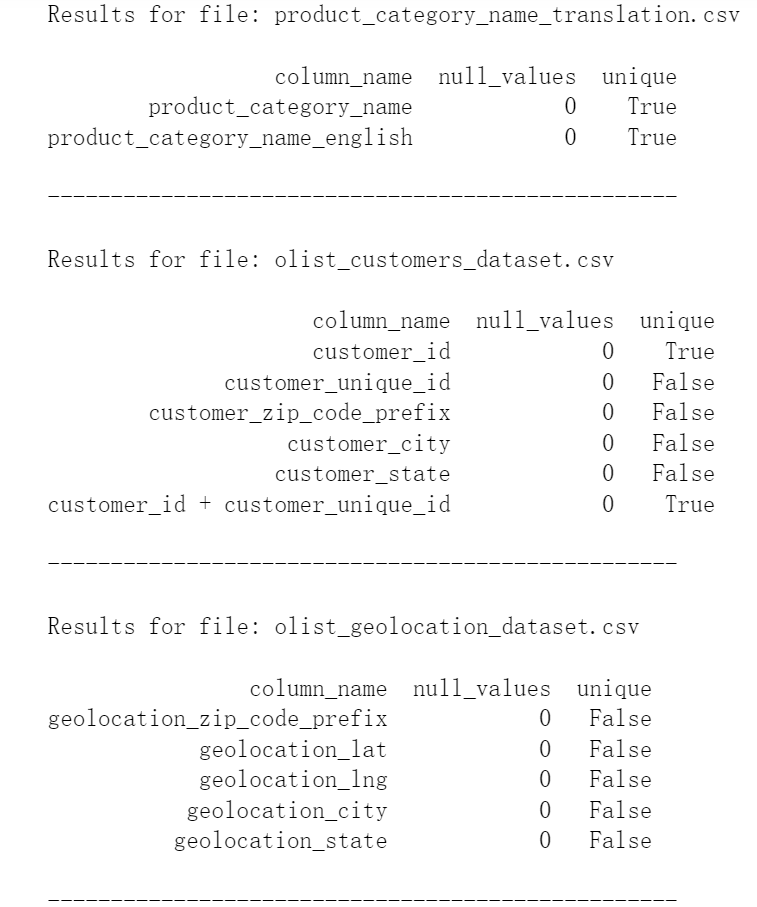 Results for file: product_category_name_translation.csv
column_name null_values unique
product_category_name 0 True
product_category_name_english 0 True
--------------------------------------------------
Results for file: olist_customers_dataset.csv
column_name null_values unique
customer_id 0 True
customer_unique_id 0 False
customer_zip_code_prefix 0 False
customer_city 0 False
customer_state 0 False
customer_id + customer_unique_id 0 True
--------------------------------------------------
Results for file: olist_geolocation_dataset.csv
column_name null_values unique
geolocation_zip_code_prefix 0 False
geolocation_lat 0 False
geolocation_lng 0 False
geolocation_city 0 False
geolocation_state 0 False
--------------------------------------------------